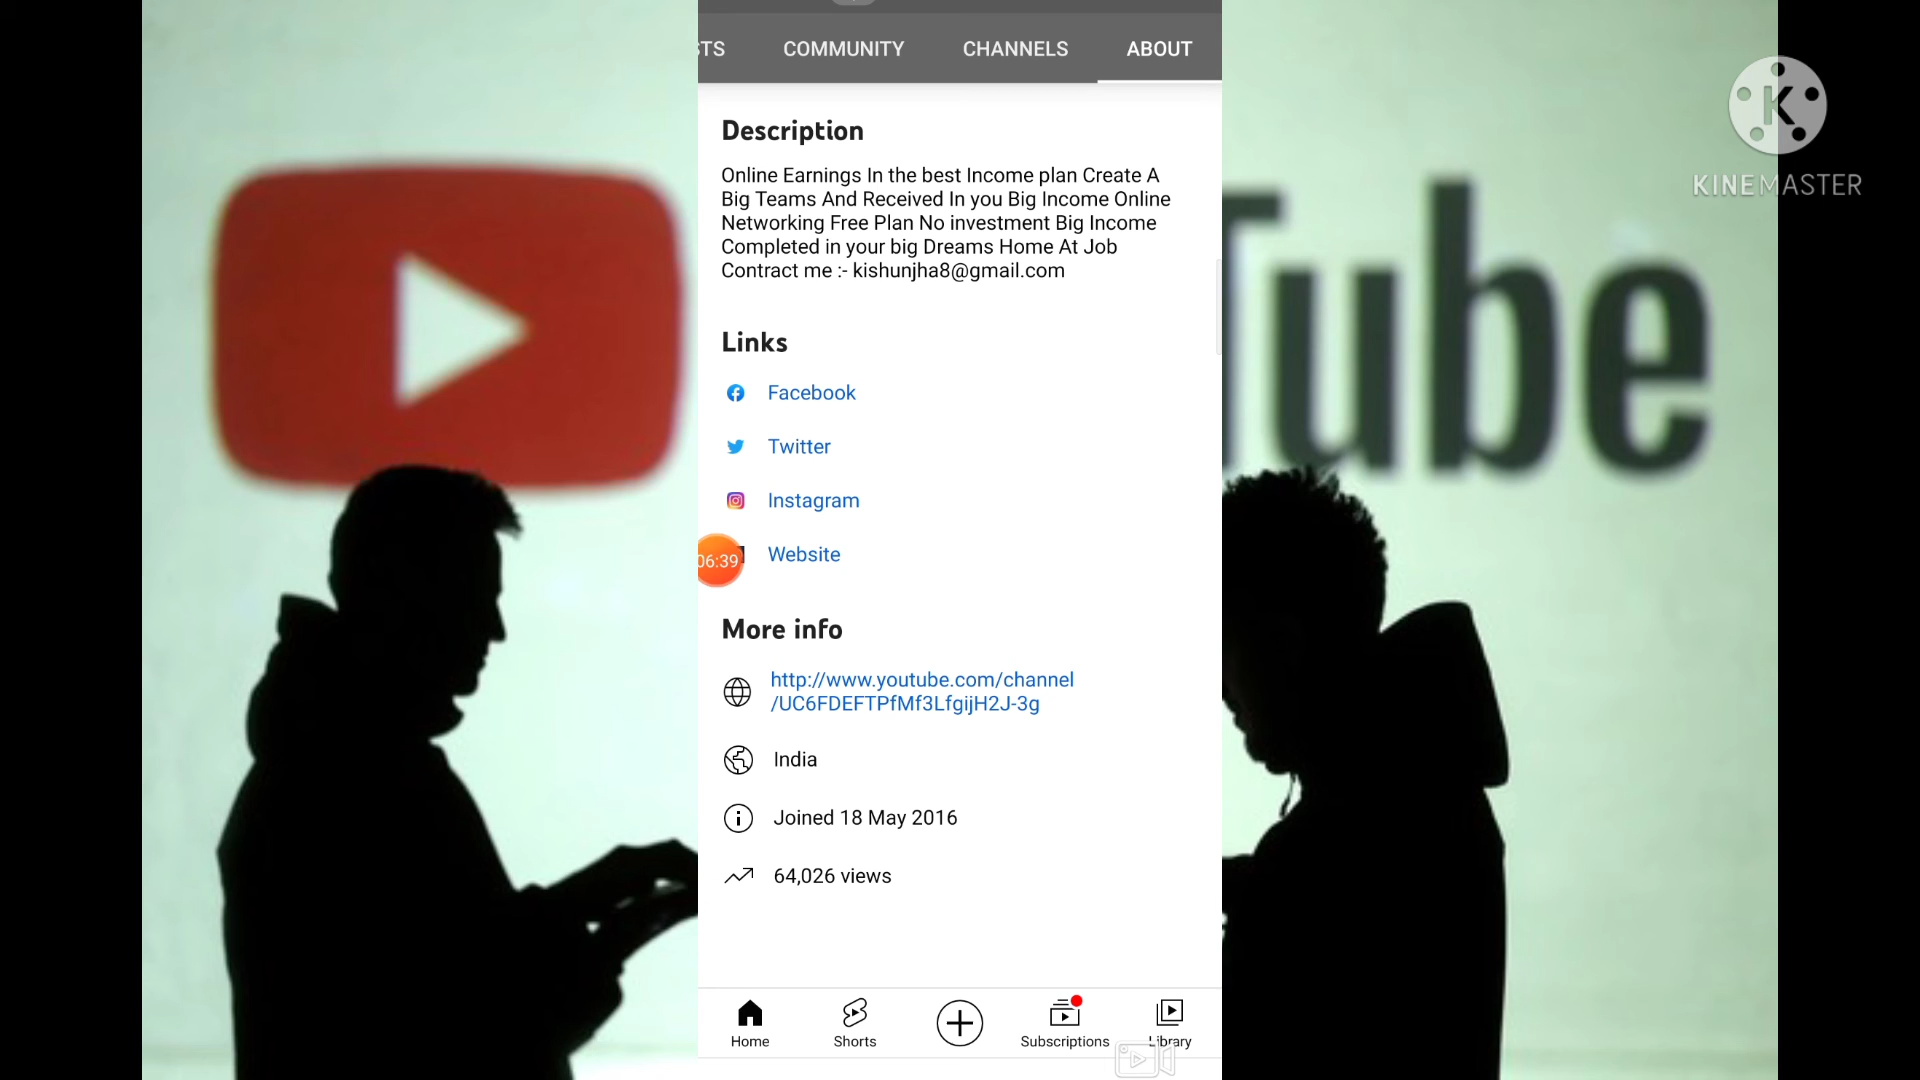 COMMUNITY CHANNELS ABOUT
Description
Online Earnings In the best Income plan Create A
Big Teams And Received In you Big Income Online
Networking Free Plan No investment Big Income
Completed in your big Dreams Home At Job
Contract me :- kishunjha8@gmail.com
Links
Facebook
Twitter
Instagram
06:39
Website
More info
http://www.youtube.com/channel
/UC6FDEFTPfMf3LfgijH2J-3g
India
Joined 18 May 2016
64,026 views
Home Shorts Subscriptions Library
Tube
K
KINEMASTER